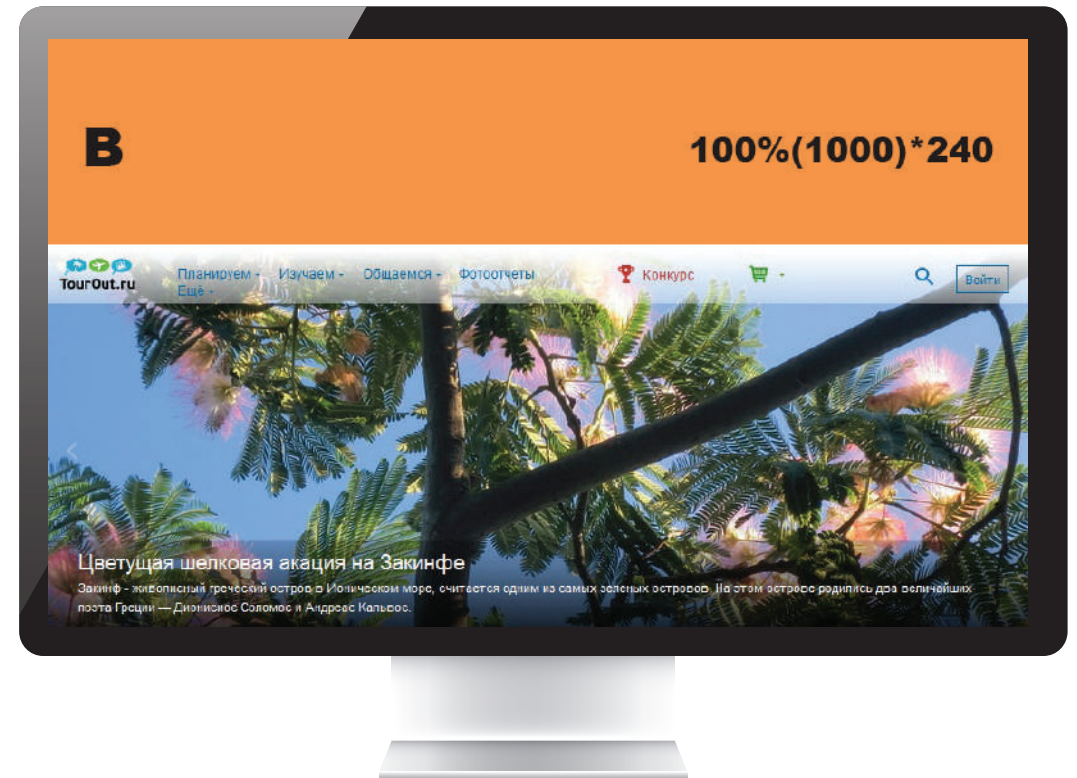 B
100%(1000)*240
TourOut.ru
Планируем
Изучаем
Общаемся
Фотоотчеты
Ещё
Конкурс
Войти
Цветущая шелковая акация на Закинфе
Закинф - живописный греческий остров в Ионическом море, считается одним из самых зеленых островов. На этом острове родились два величайших
поэта Греции — Дионисиос Соломос и Андреас Кальвос.